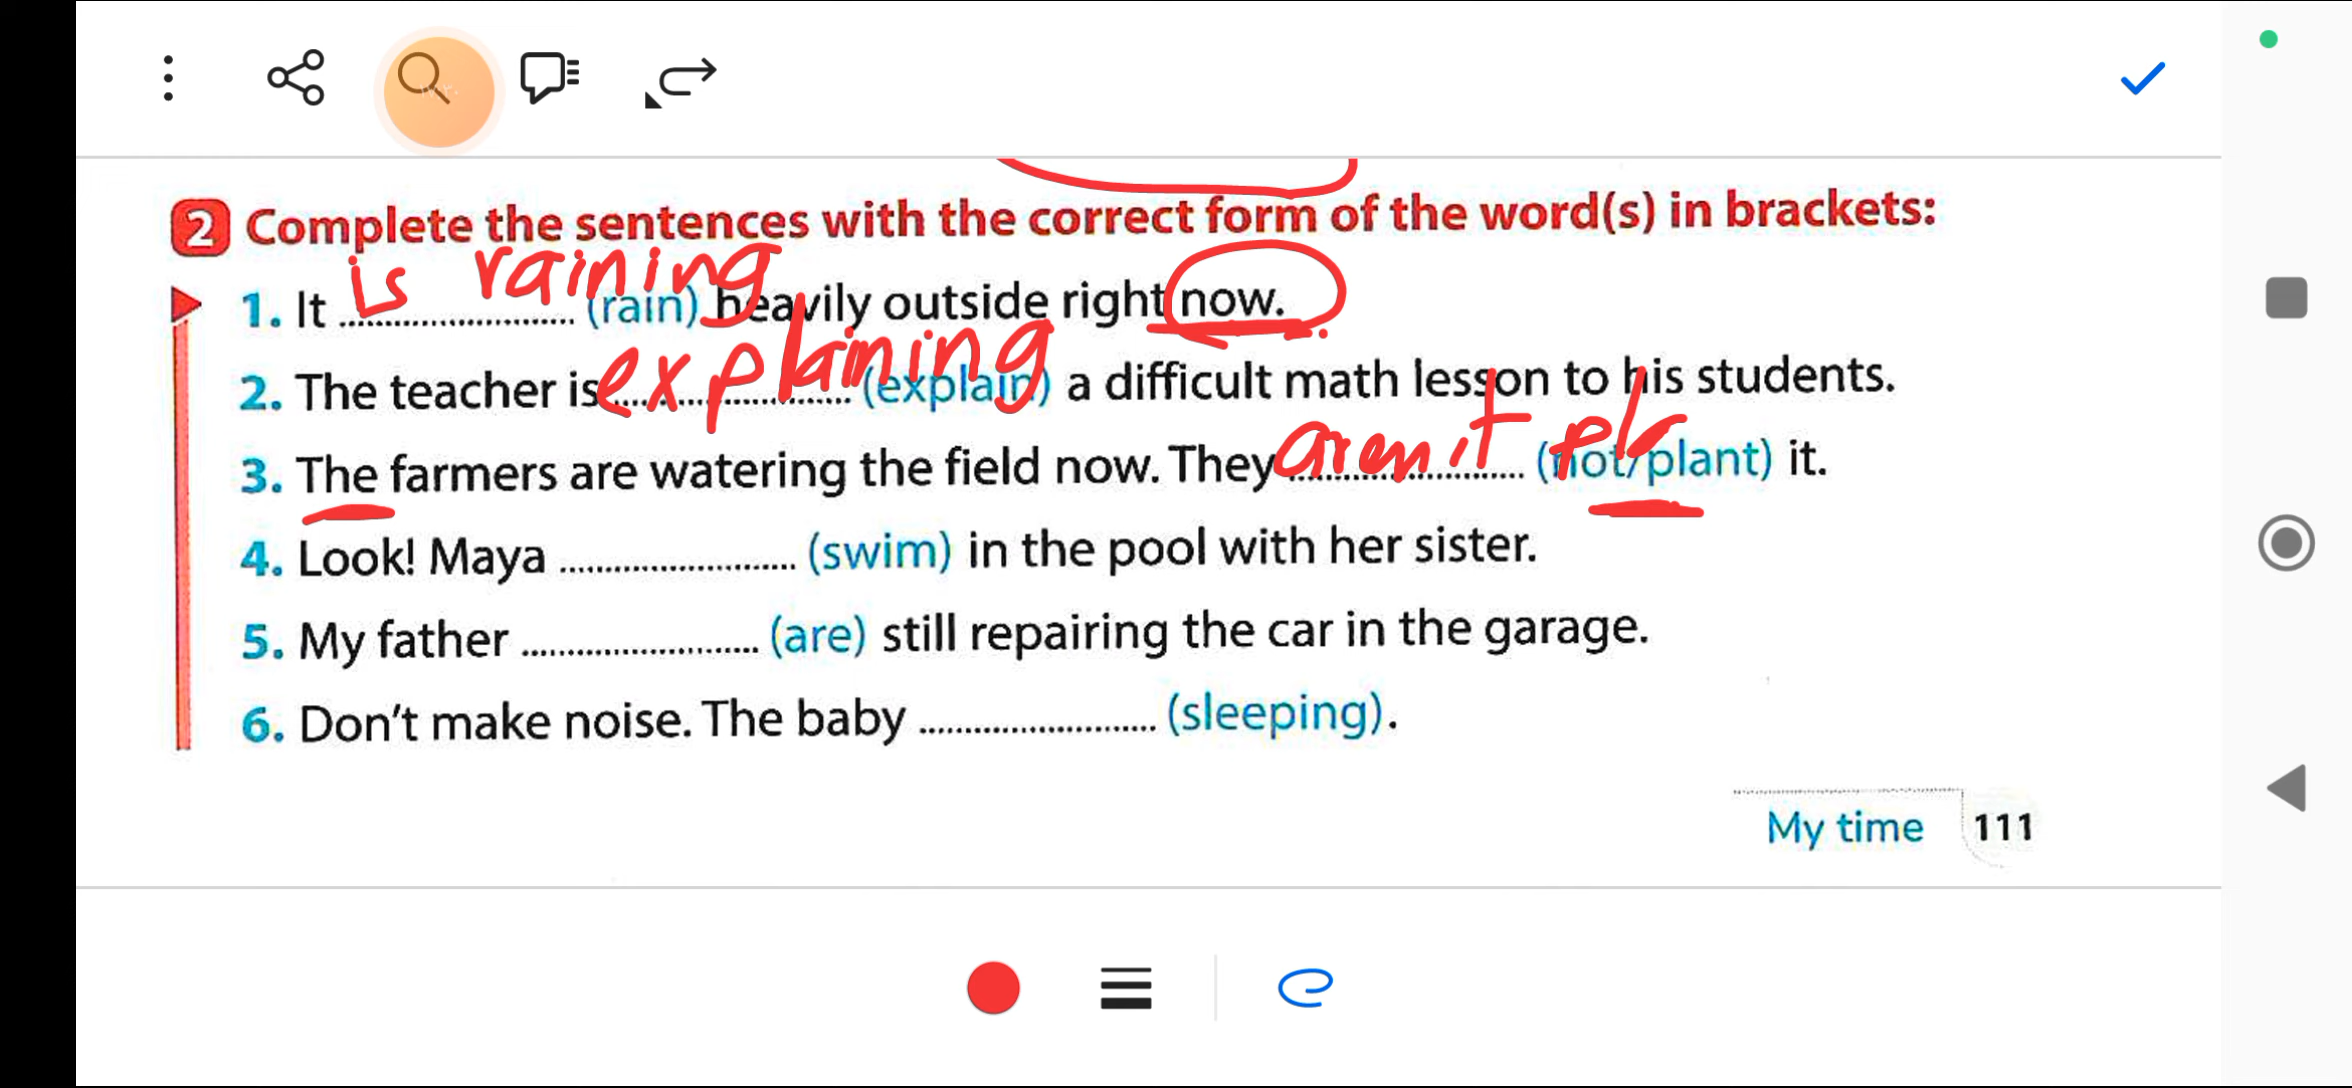 2 Complete the sentences with the correct form of the word(s) in brackets:
is raining
1. It ........................ (rain) heavily outside right now.
explaining
2. The teacher is ........................ (explain) a difficult math lesson to his students.
aren't pla
3. The farmers are watering the field now. They ........................ (not/plant) it.
4. Look! Maya ........................ (swim) in the pool with her sister.
5. My father ........................ (are) still repairing the car in the garage.
6. Don't make noise. The baby ........................ (sleeping).
My time 111